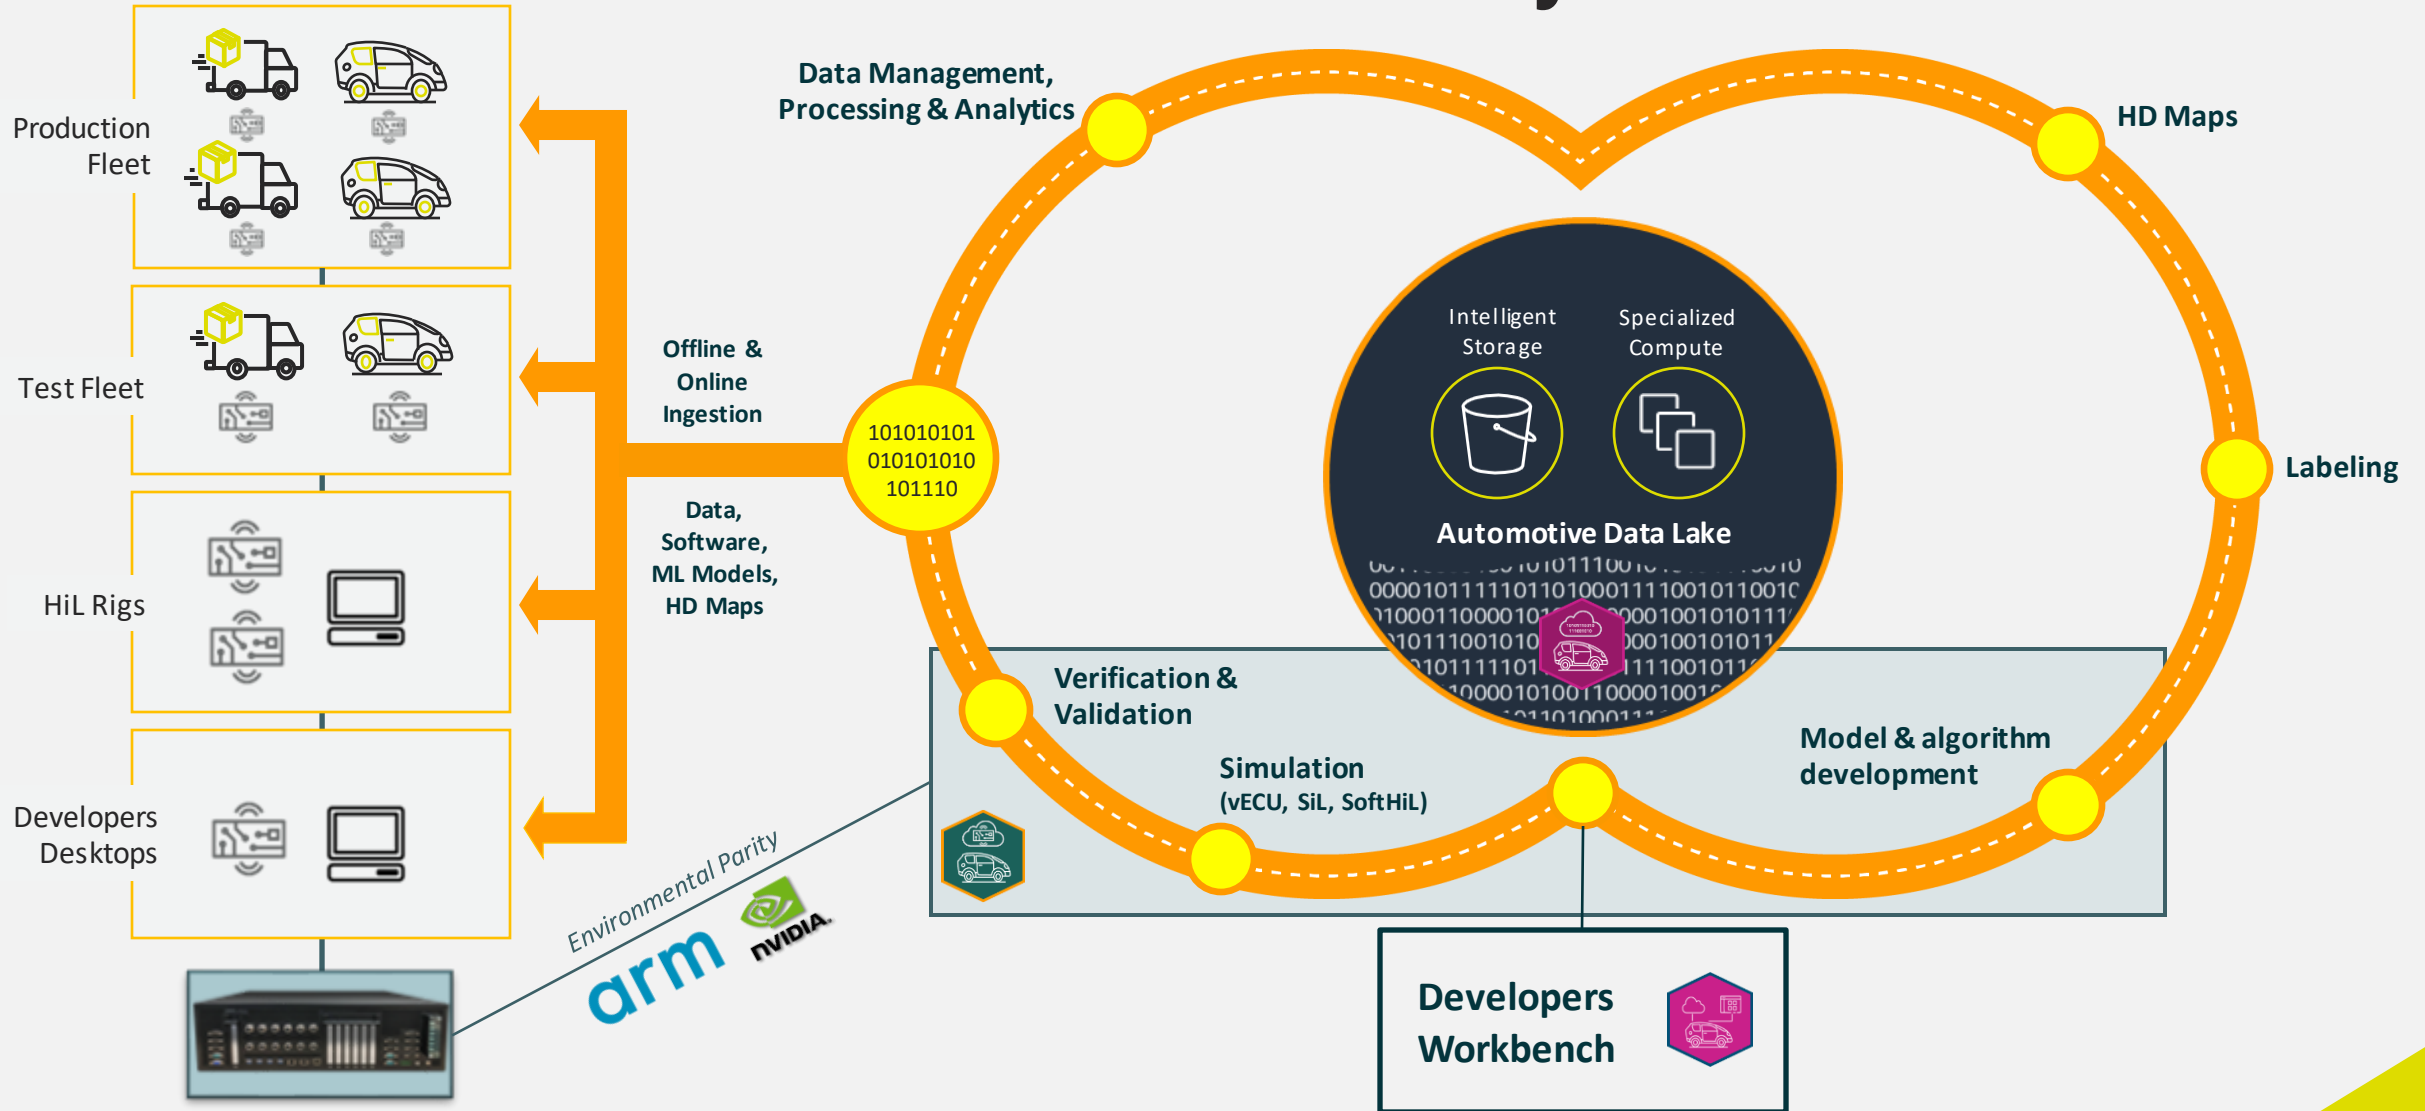 Production
Fleet
Test Fleet
HiL Rigs
Developers
Desktops
Offline &
Online
Ingestion
Data,
Software,
ML Models,
HD Maps
Environmental Parity
arm
NVIDIA.
Data Management,
Processing & Analytics
101010101
010101010
101110
HD Maps
Labeling
Intelligent
Storage
Specialized
Compute
Automotive Data Lake
Verification &
Validation
Simulation
(vECU, SiL, SoftHiL)
Model & algorithm
development
Developers
Workbench